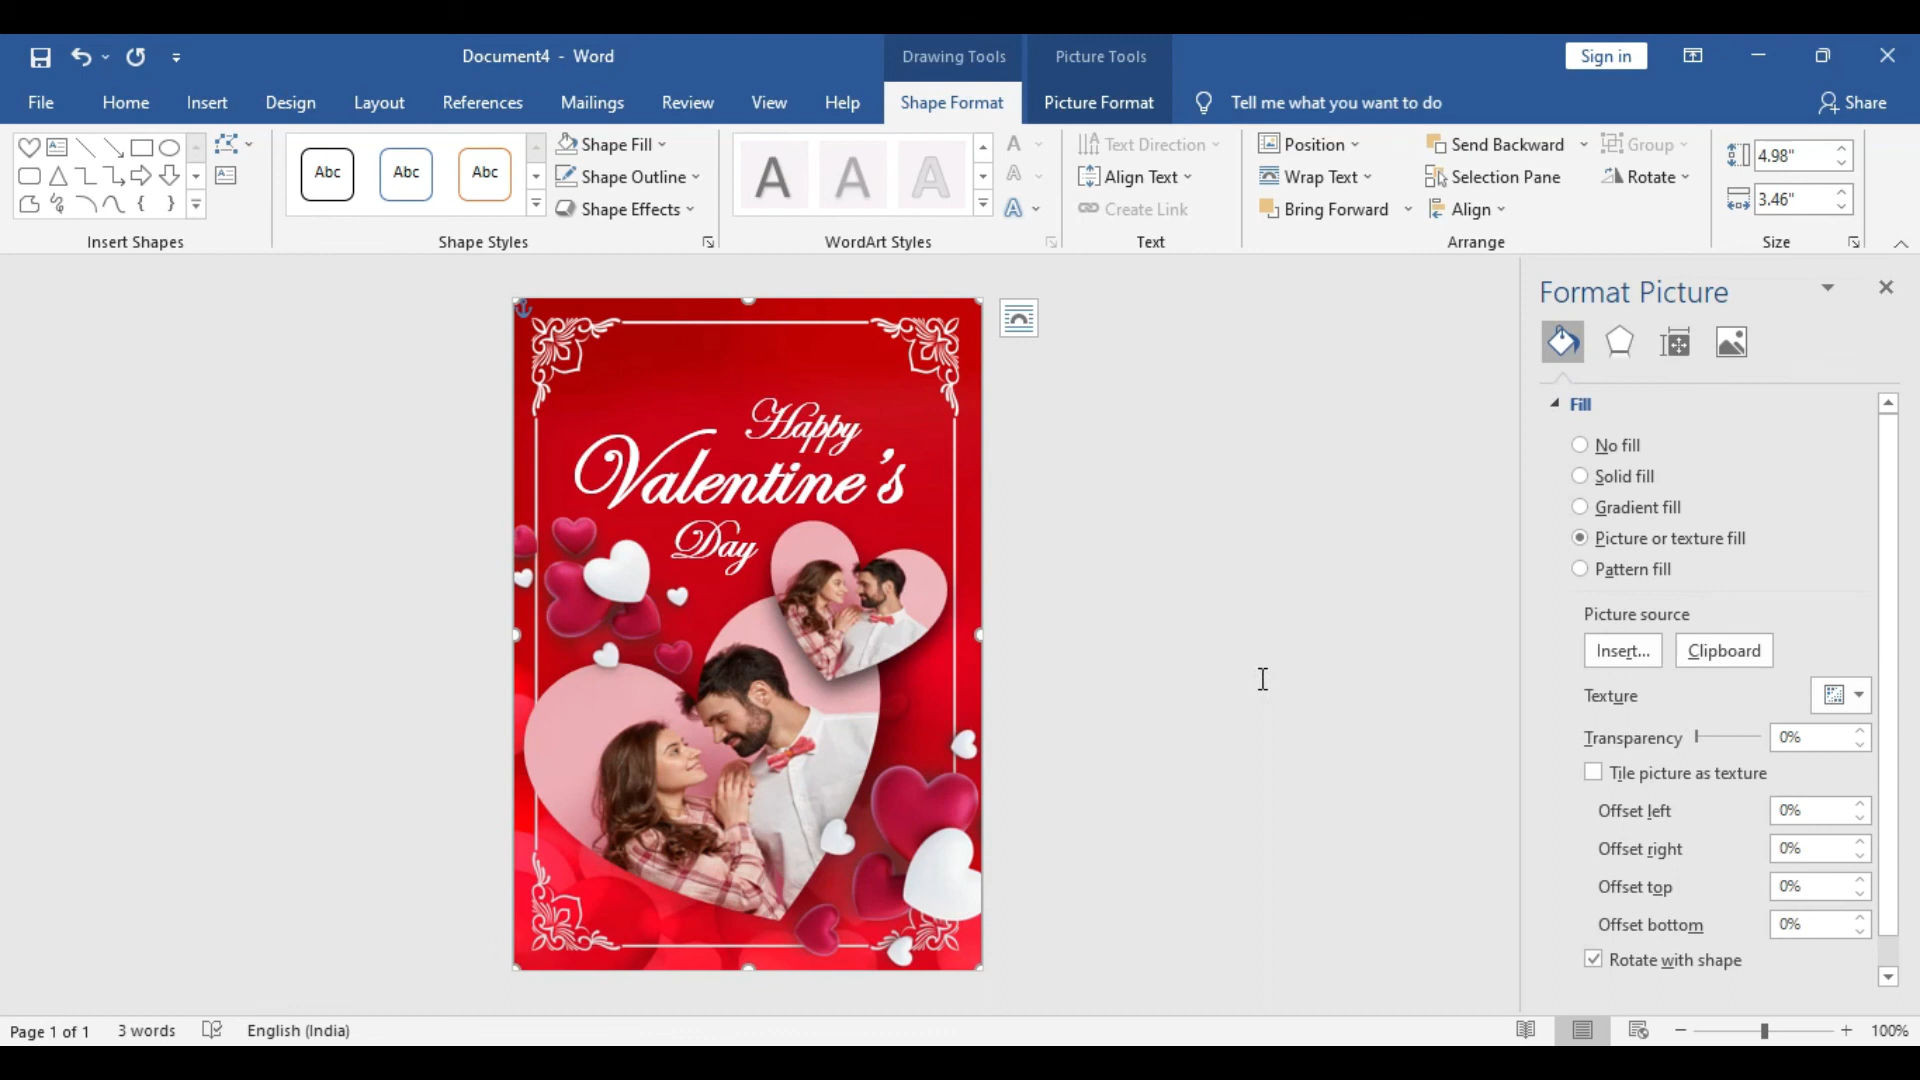 Document4 - Word
Drawing Tools
Picture Tools
Sign in
File
Home
Insert
Design
Layout
References
Mailings
Review
View
Help
Shape Format
Picture Format
Tell me what you want to do
Share
Abc
Abc
Abc
Shape Fill
Shape Outline
Shape Effects
A
A
A
A
A
A
Text Direction
Align Text
Create Link
Position
Wrap Text
Bring Forward
Send Backward
Selection Pane
Align
Group
Rotate
4.98"
3.46"
Insert Shapes
Shape Styles
WordArt Styles
Text
Arrange
Size
Happy
Valentine's
Day
Format Picture
Fill
No fill
Solid fill
Gradient fill
Picture or texture fill
Pattern fill
Picture source
Insert...
Clipboard
Texture
Transparency
0%
Tile picture as texture
Offset left
0%
Offset right
0%
Offset top
0%
Offset bottom
0%
Rotate with shape
Page 1 of 1
3 words
English (India)
100%